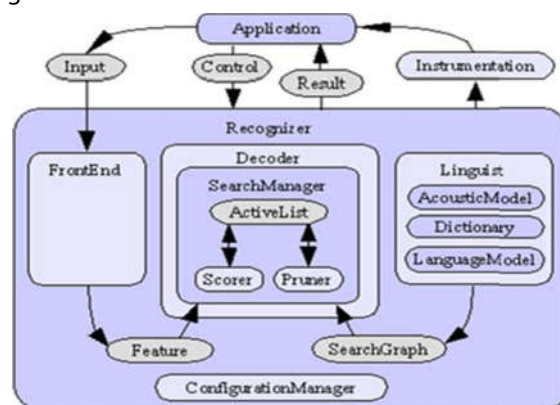 Application
Input
Control
Result
Instrumentation
Recognizer
FrontEnd
Decoder
SearchManager
ActiveList
Scorer
Pruner
Linguist
AcousticModel
Dictionary
LanguageModel
Feature
SearchGraph
ConfigurationManager